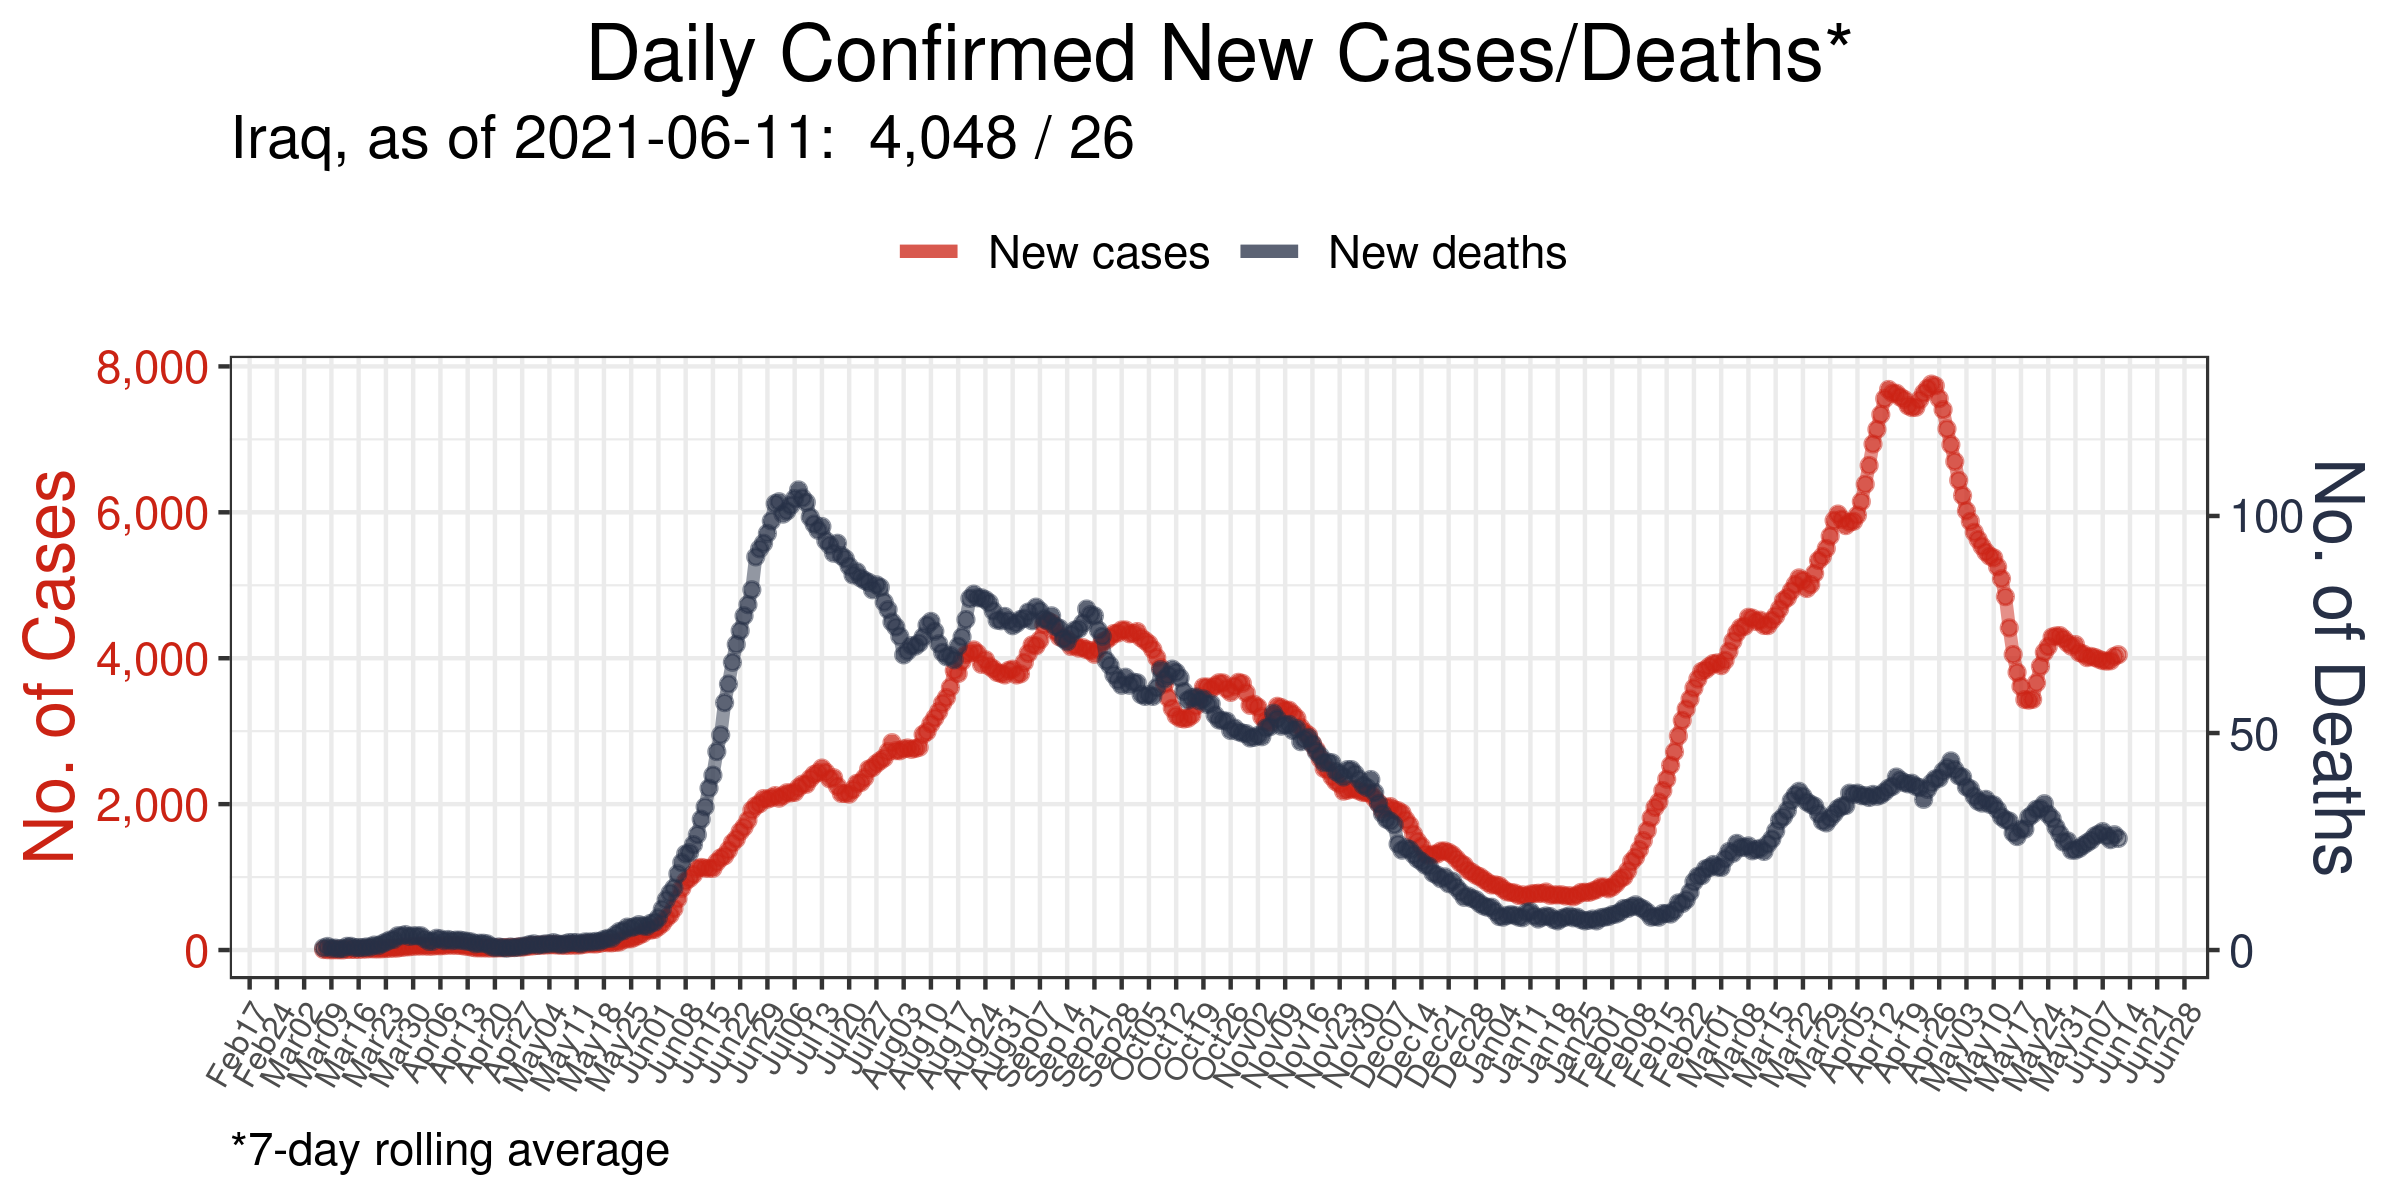 Daily Confirmed New Cases/Deaths*
Iraq, as of 2021-06-11:  4,048 / 26
New cases
New deaths
No. of Cases
8,000
6,000
4,000
2,000
0
100
50
0
No. of Deaths
Feb17
Feb24
Mar02
Mar09
Mar16
Mar23
Mar30
Apr06
Apr13
Apr20
Apr27
May04
May11
May18
May25
Jun01
Jun08
Jun15
Jun22
Jun29
Jul06
Jul13
Jul20
Jul27
Aug03
Aug10
Aug17
Aug24
Aug31
Sep07
Sep14
Sep21
Sep28
Oct05
Oct12
Oct19
Oct26
Nov02
Nov09
Nov16
Nov23
Nov30
Dec07
Dec14
Dec21
Dec28
Jan04
Jan11
Jan18
Jan25
Feb01
Feb08
Feb15
Feb22
Mar01
Mar08
Mar15
Mar22
Mar29
Apr05
Apr12
Apr19
Apr26
May03
May10
May17
May24
May31
Jun07
Jun14
Jun21
Jun28
*7-day rolling average